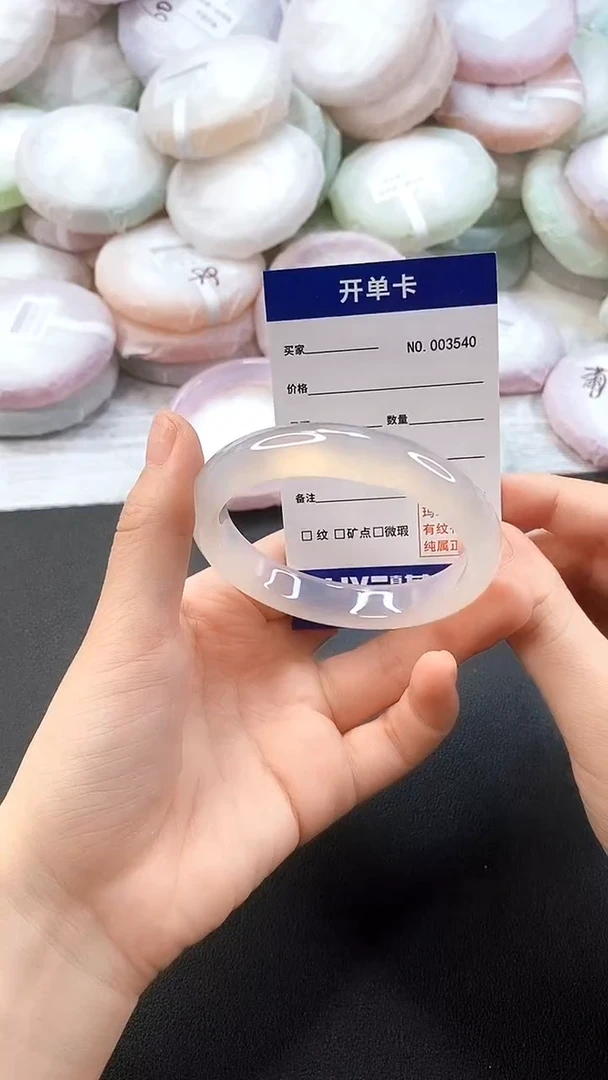 开单卡
买家
NO.003540
价格
数量
备注
□ 纹 □矿点□微瑕
有纹
纯属正